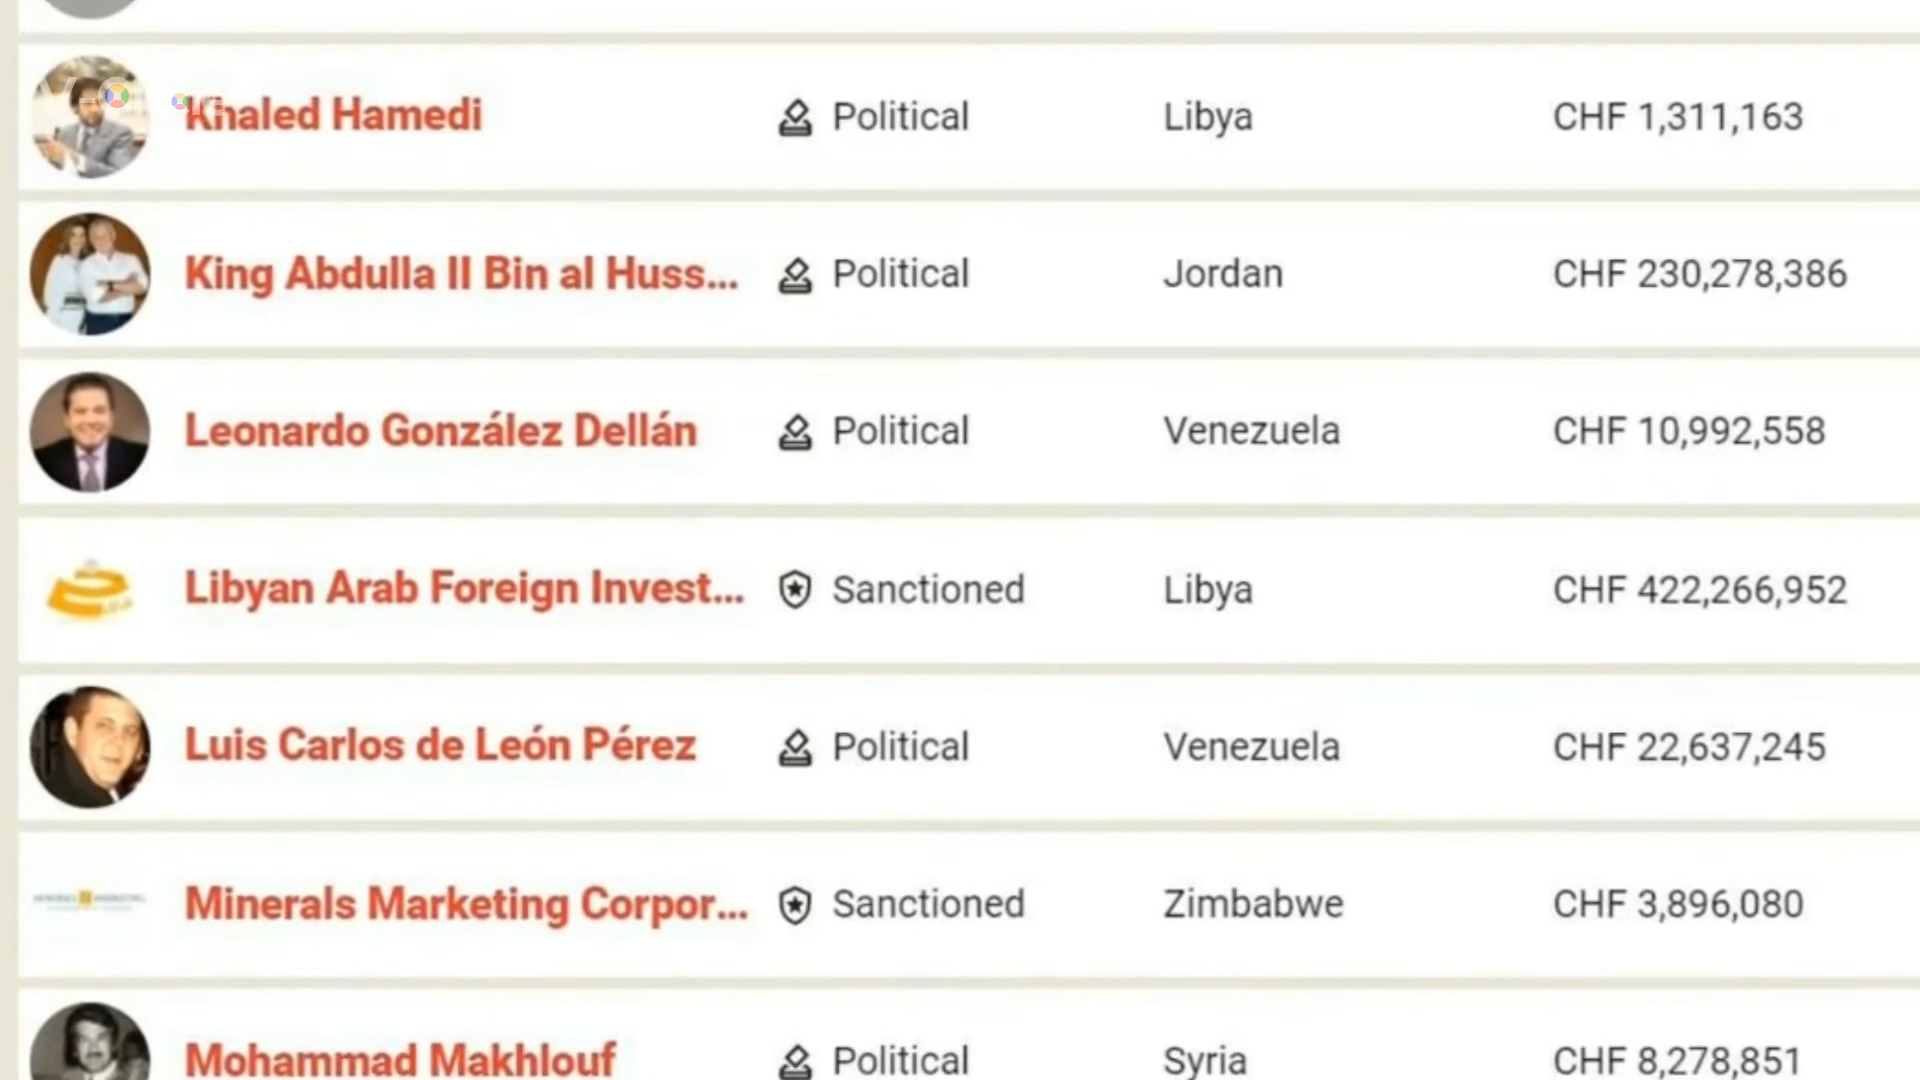 Khaled Hamedi Political Libya CHF 1,311,163
King Abdulla II Bin al Huss... Political Jordan CHF 230,278,386
Leonardo González Dellán Political Venezuela CHF 10,992,558
Libyan Arab Foreign Invest... Sanctioned Libya CHF 422,266,952
Luis Carlos de León Pérez Political Venezuela CHF 22,637,245
Minerals Marketing Corpor... Sanctioned Zimbabwe CHF 3,896,080
Mohammad Makhlouf Political Syria CHF 8,278,851